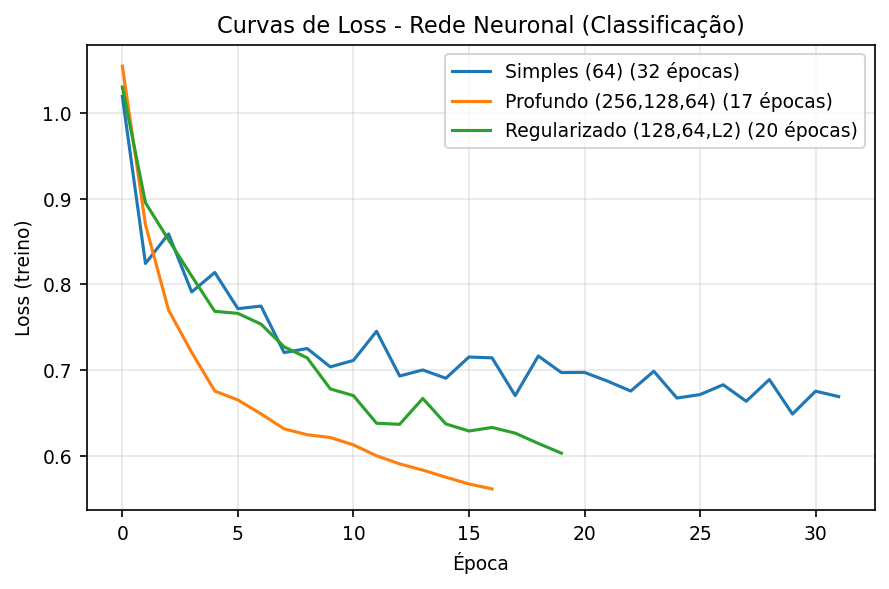 Curvas de Loss - Rede Neuronal (Classificação)
Simples (64) (32 épocas)
Profundo (256,128,64) (17 épocas)
Regularizado (128,64,L2) (20 épocas)
Loss (treino)
1.0
0.9
0.8
0.7
0.6
0 5 10 15 20 25 30
Época